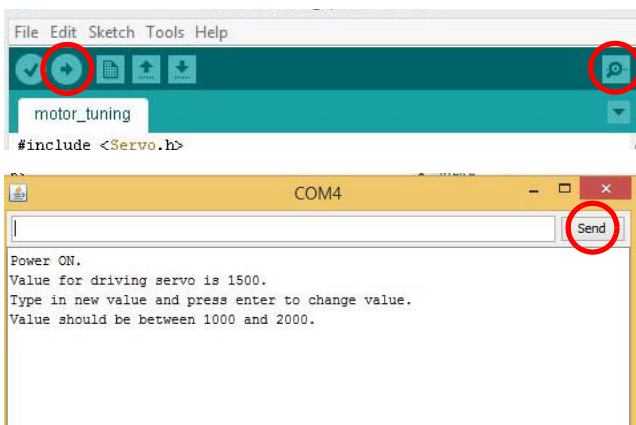 File Edit Sketch Tools Help
motor_tuning
#include <Servo.h>
COM4
Send
Power ON.
Value for driving servo is 1500.
Type in new value and press enter to change value.
Value should be between 1000 and 2000.